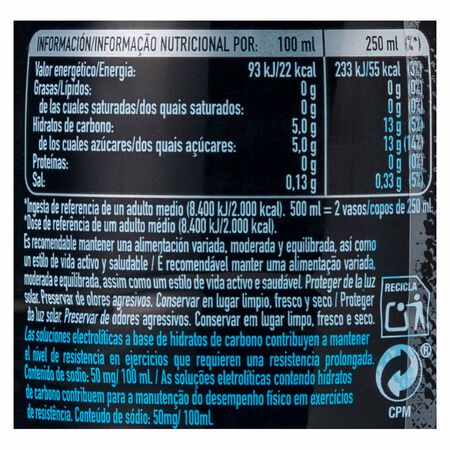 INFORMACIÓN/INFORMAÇÃO NUTRICIONAL POR: 100 ml 250 ml (%*)
Valor energético/Energia: 93 kJ/22 kcal 233 kJ/55 kcal (3%)
Grasas/Lípidos: 0 g 0 g (0%)
de las cuales saturadas/dos quais saturados: 0 g 0 g (0%)
Hidratos de carbono: 5,0 g 13 g (5%)
de los cuales azúcares/dos quais açúcares: 5,0 g 13 g (14%)
Proteínas: 0 g 0 g (0%)
Sal: 0,13 g 0,33 g (5%)
*Ingesta de referencia de un adulto medio (8.400 kJ/2.000 kcal). 500 ml = 2 vasos/copos de 250 ml.
*Dose de referência de um adulto médio (8.400 kJ/2.000 kcal).
Es recomendable mantener una alimentación variada, moderada y equilibrada, así como
un estilo de vida activo y saludable / É recomendável manter uma alimentação variada,
moderada e equilibrada, assim como um estilo de vida ativo e saudável. Proteger de la luz
solar. Preservar de olores agresivos. Conservar en lugar limpio, fresco y seco / Proteger
da luz solar. Preservar de odores agressivos. Conservar em lugar limpo, fresco e seco.
Las soluciones electrolíticas a base de hidratos de carbono contribuyen a mantener
el nivel de resistencia en ejercicios que requieren una resistencia prolongada.
Contenido de sodio: 50 mg/ 100 ml. / As soluções eletrolíticas contendo hidratos
de carbono contribuem para a manutenção do desempenho físico em exercícios
de resistência. Conteúdo de sódio: 50mg/ 100ml.
RECICLA
®
CPM